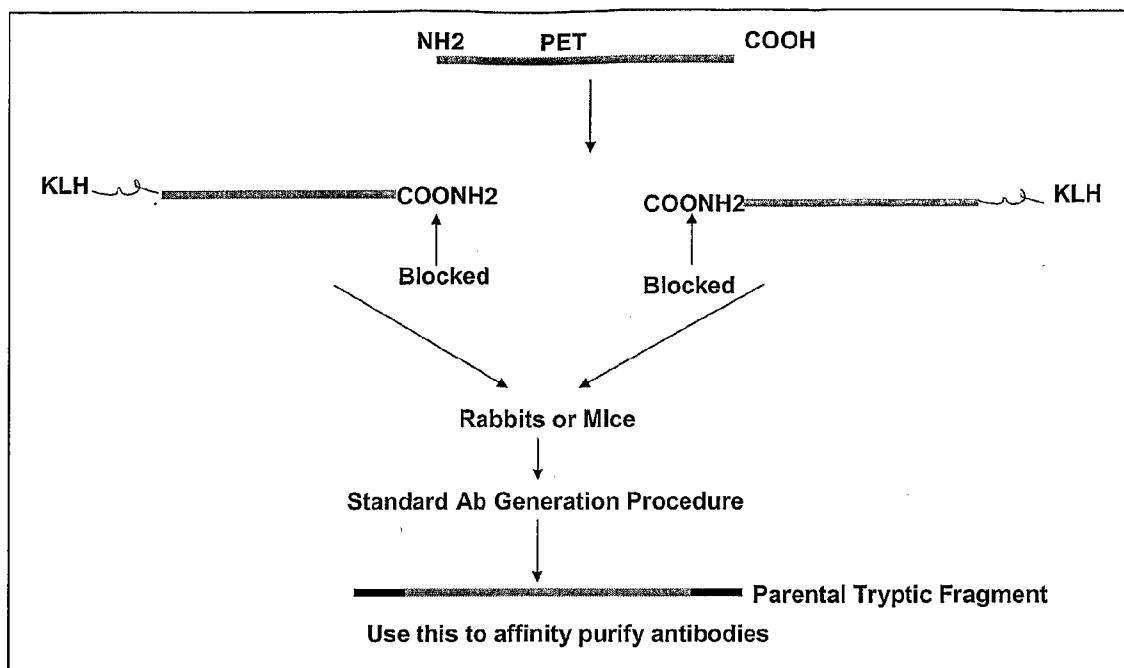 NH2 PET COOH
KLH COONH2 COONH2 KLH
Blocked Blocked
Rabbits or MIce
Standard Ab Generation Procedure
Parental Tryptic Fragment
Use this to affinity purify antibodies